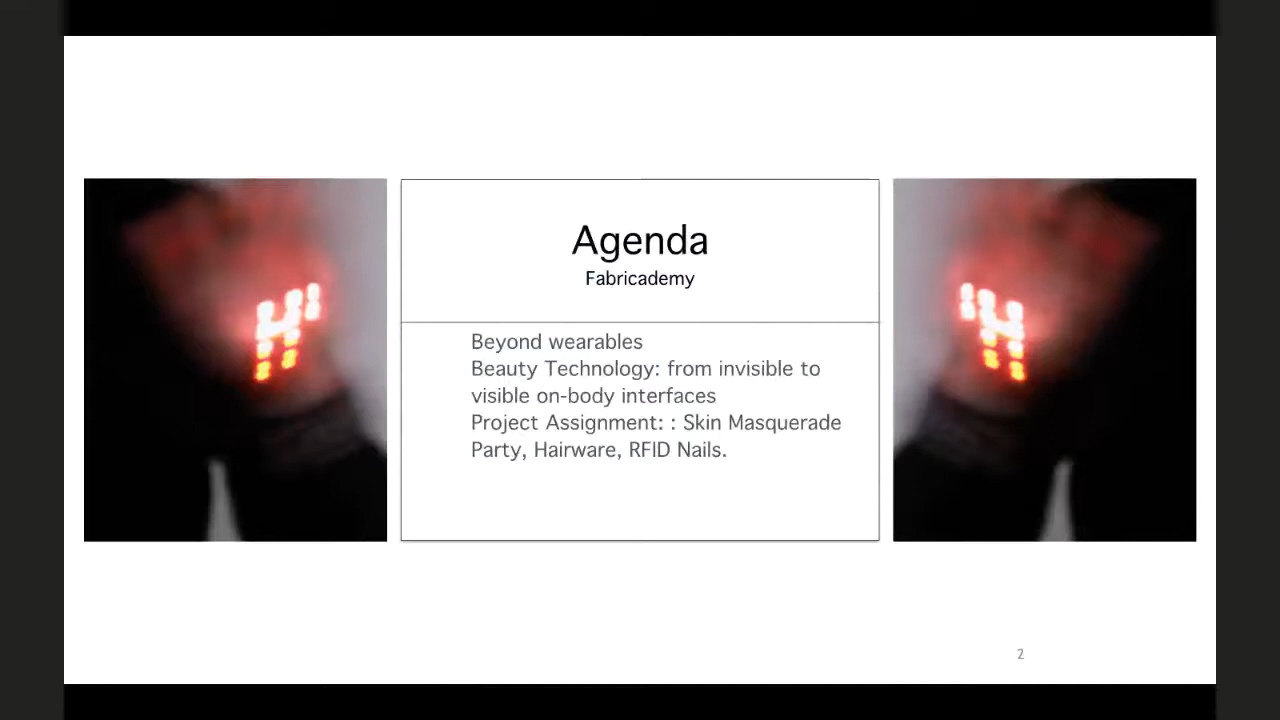 Agenda
Fabricademy
Beyond wearables
Beauty Technology: from invisible to
visible on-body interfaces
Project Assignment: : Skin Masquerade
Party, Hairware, RFID Nails.
2